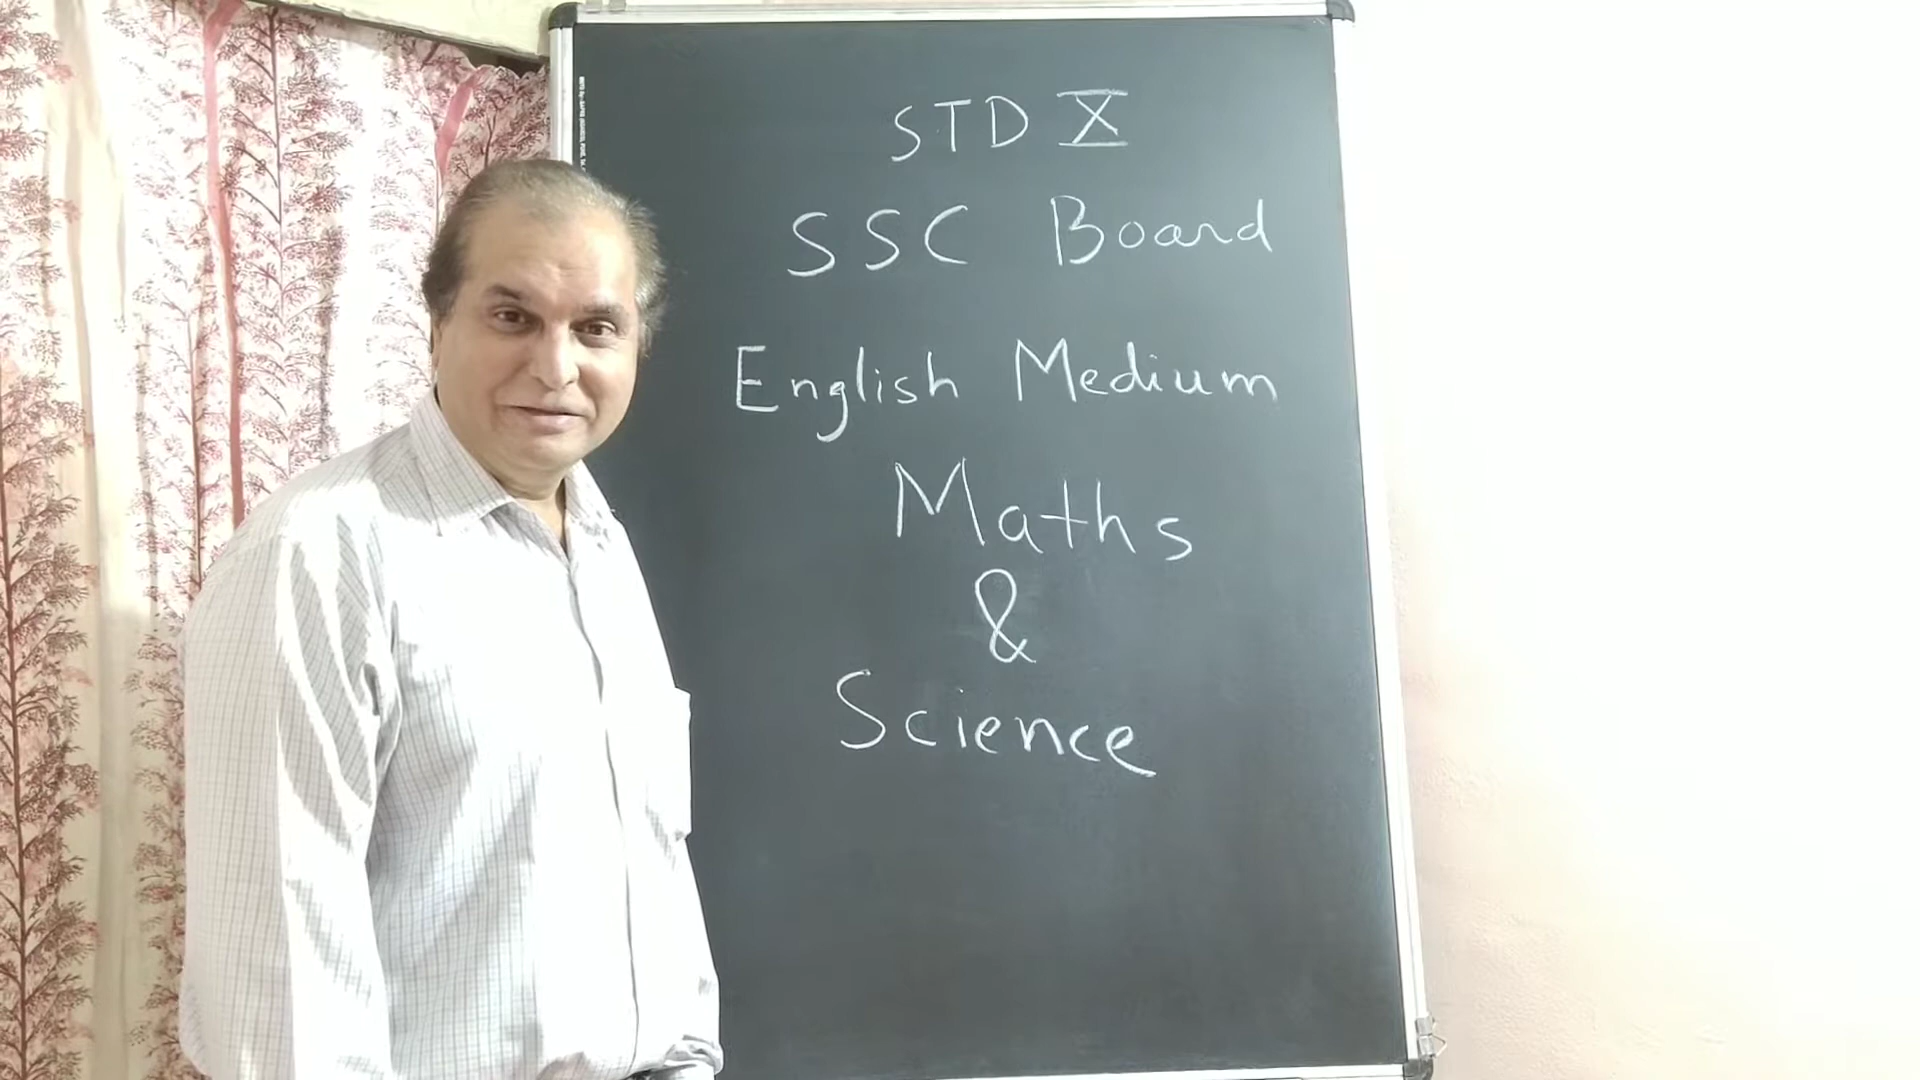 STD X
SSC Board
English Medium
Maths
&
Science